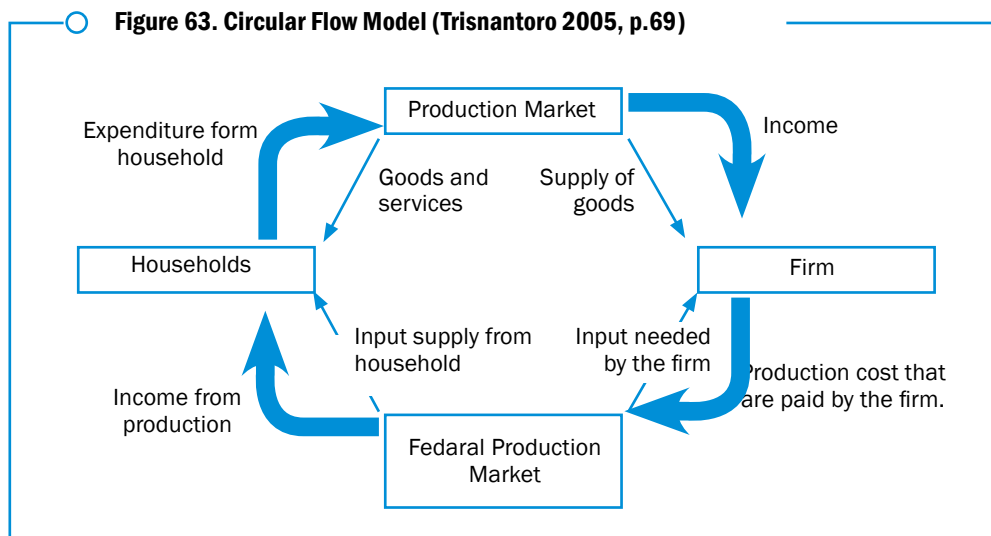 Figure 63. Circular Flow Model (Trisnantoro 2005, p.69)
Production Market
Expenditure form
household
Income
Goods and
services
Supply of
goods
Households
Firm
Input supply from
household
Input needed
by the firm
Income from
production
Production cost that
are paid by the firm.
Fedaral Production
Market